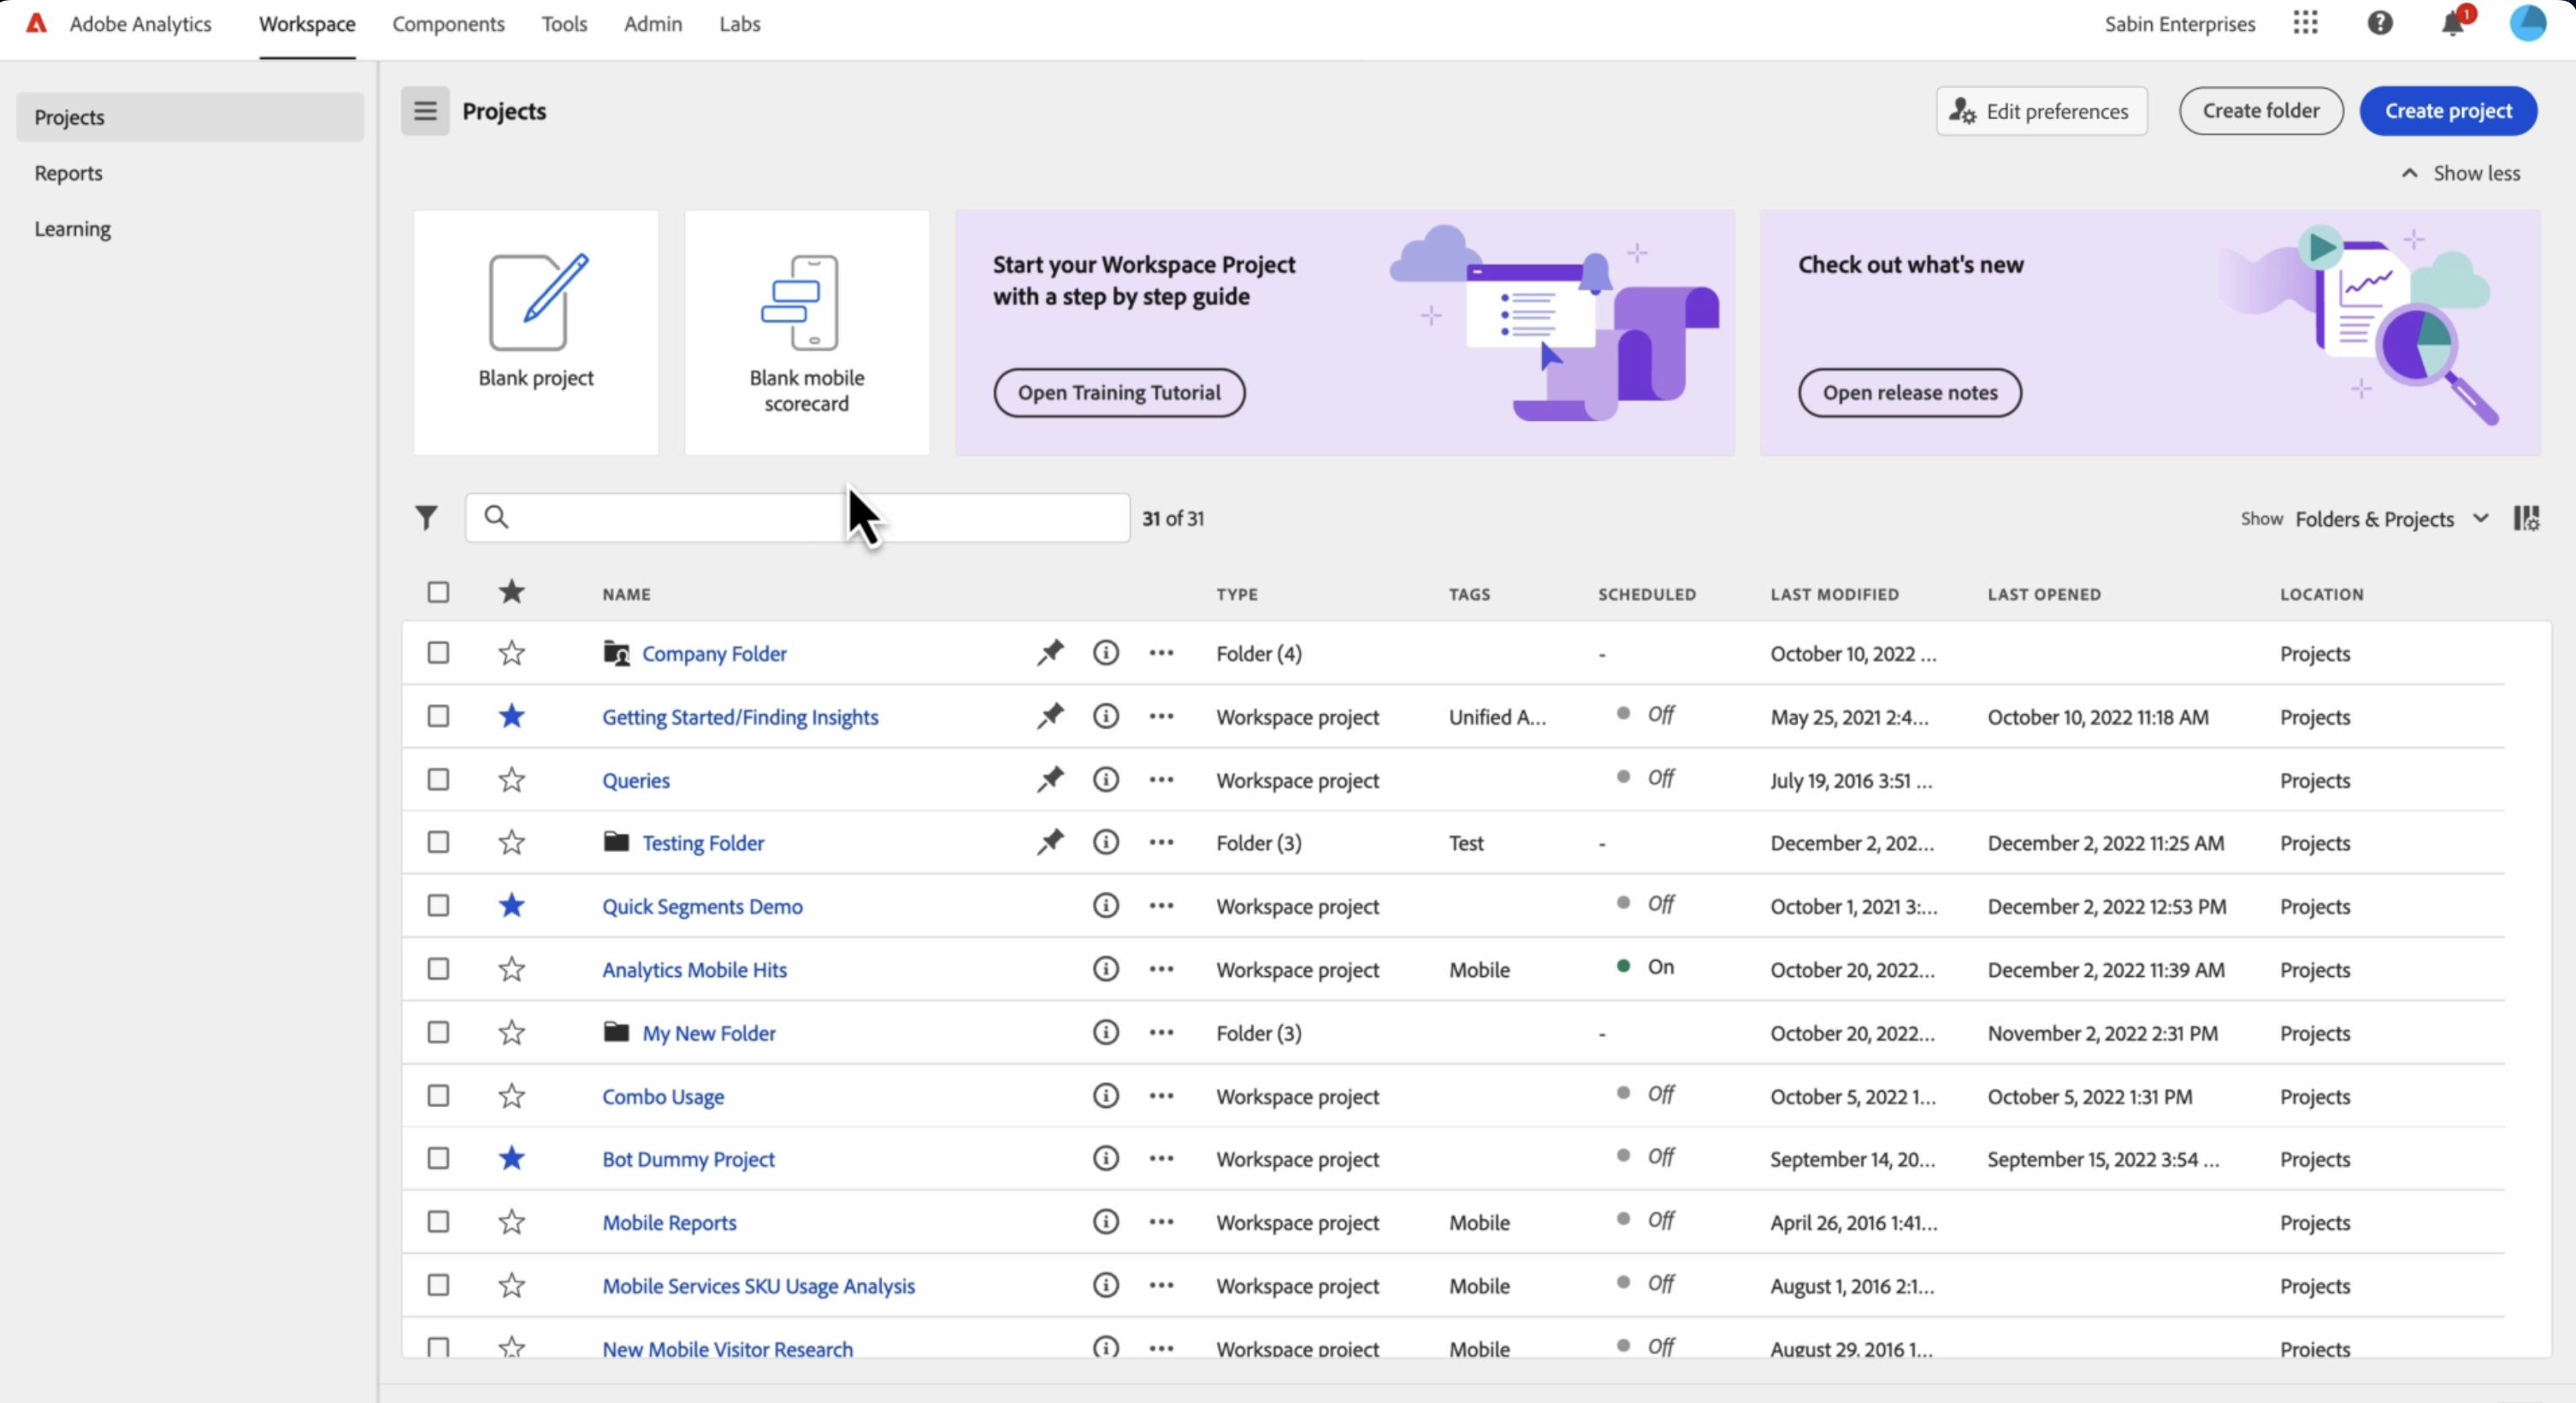 Adobe Analytics Workspace Components Tools Admin Labs Sabin Enterprises 1
Projects
Reports
Learning
Projects Edit preferences Create folder Create project
Show less
Blank project
Blank mobile
scorecard
Start your Workspace Project
with a step by step guide
Open Training Tutorial
Check out what's new
Open release notes
31 of 31 Show Folders & Projects
NAME TYPE TAGS SCHEDULED LAST MODIFIED LAST OPENED LOCATION
Company Folder Folder (4) - October 10, 2022 ... Projects
Getting Started/Finding Insights Workspace project Unified A... Off May 25, 2021 2:4... October 10, 2022 11:18 AM Projects
Queries Workspace project Off July 19, 2016 3:51 ... Projects
Testing Folder Folder (3) Test - December 2, 202... December 2, 2022 11:25 AM Projects
Quick Segments Demo Workspace project Off October 1, 2021 3:... December 2, 2022 12:53 PM Projects
Analytics Mobile Hits Workspace project Mobile On October 20, 2022... December 2, 2022 11:39 AM Projects
My New Folder Folder (3) - October 20, 2022... November 2, 2022 2:31 PM Projects
Combo Usage Workspace project Off October 5, 2022 1... October 5, 2022 1:31 PM Projects
Bot Dummy Project Workspace project Off September 14, 20... September 15, 2022 3:54 ... Projects
Mobile Reports Workspace project Mobile Off April 26, 2016 1:41... Projects
Mobile Services SKU Usage Analysis Workspace project Mobile Off August 1, 2016 2:1... Projects
New Mobile Visitor Research Workspace project Mobile Off August 29, 2016 1... Projects